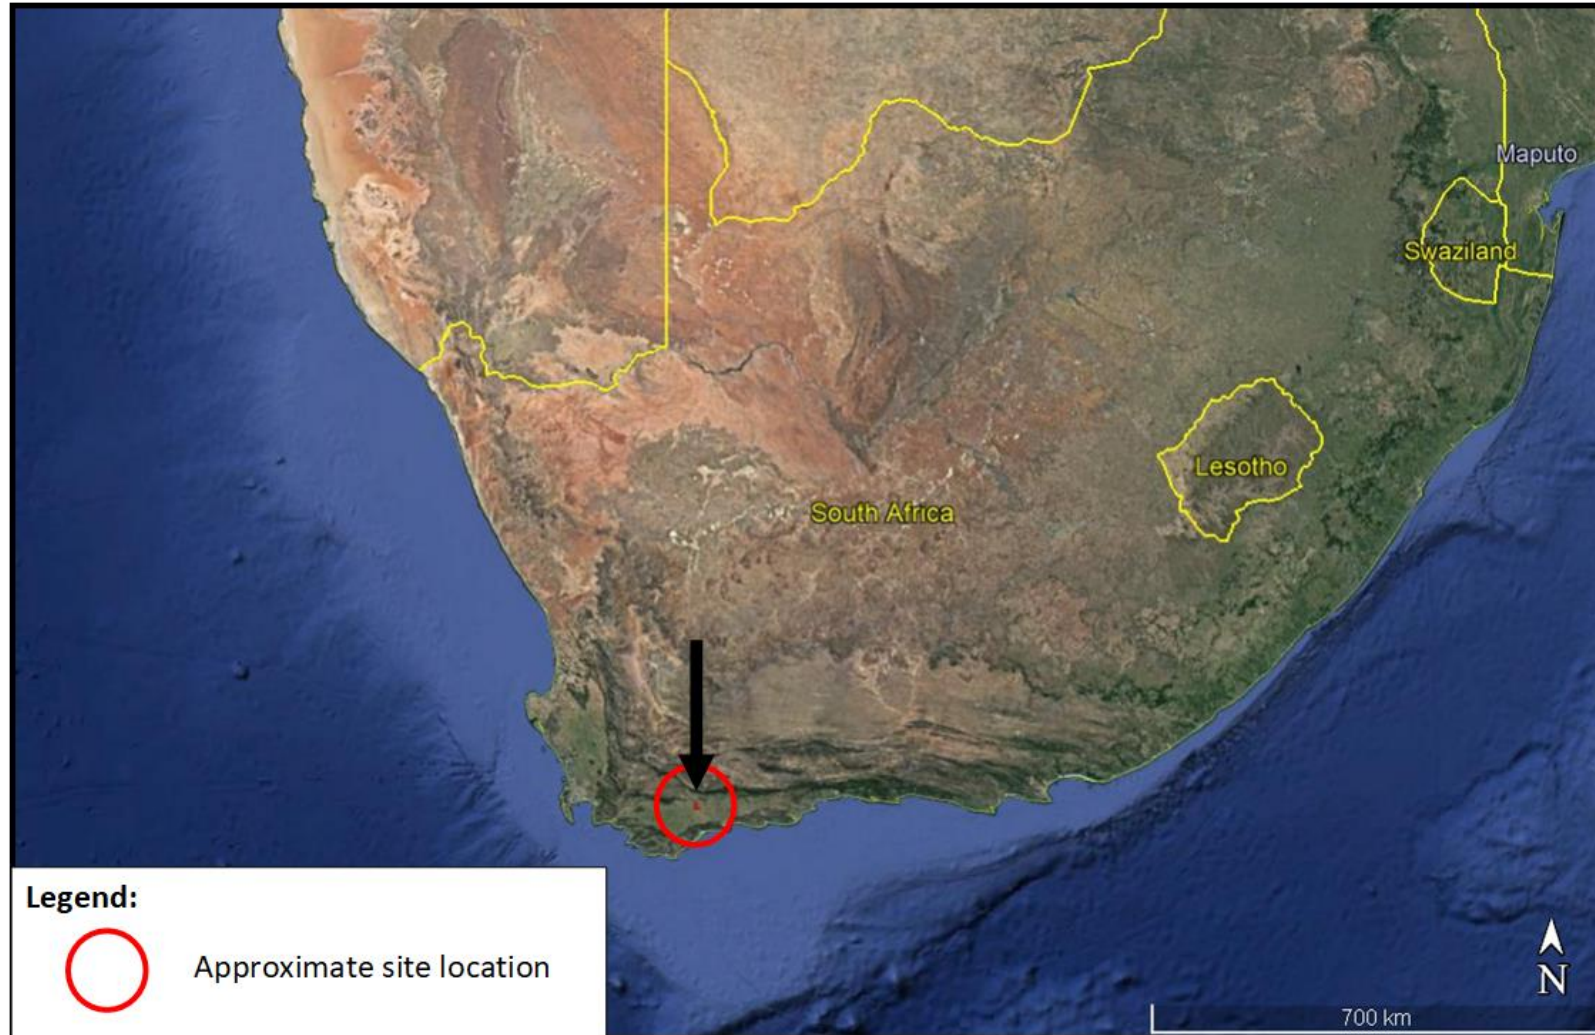 Maputo
Swaziland
Lesotho
South Africa
Legend:
Approximate site location
N
700 km